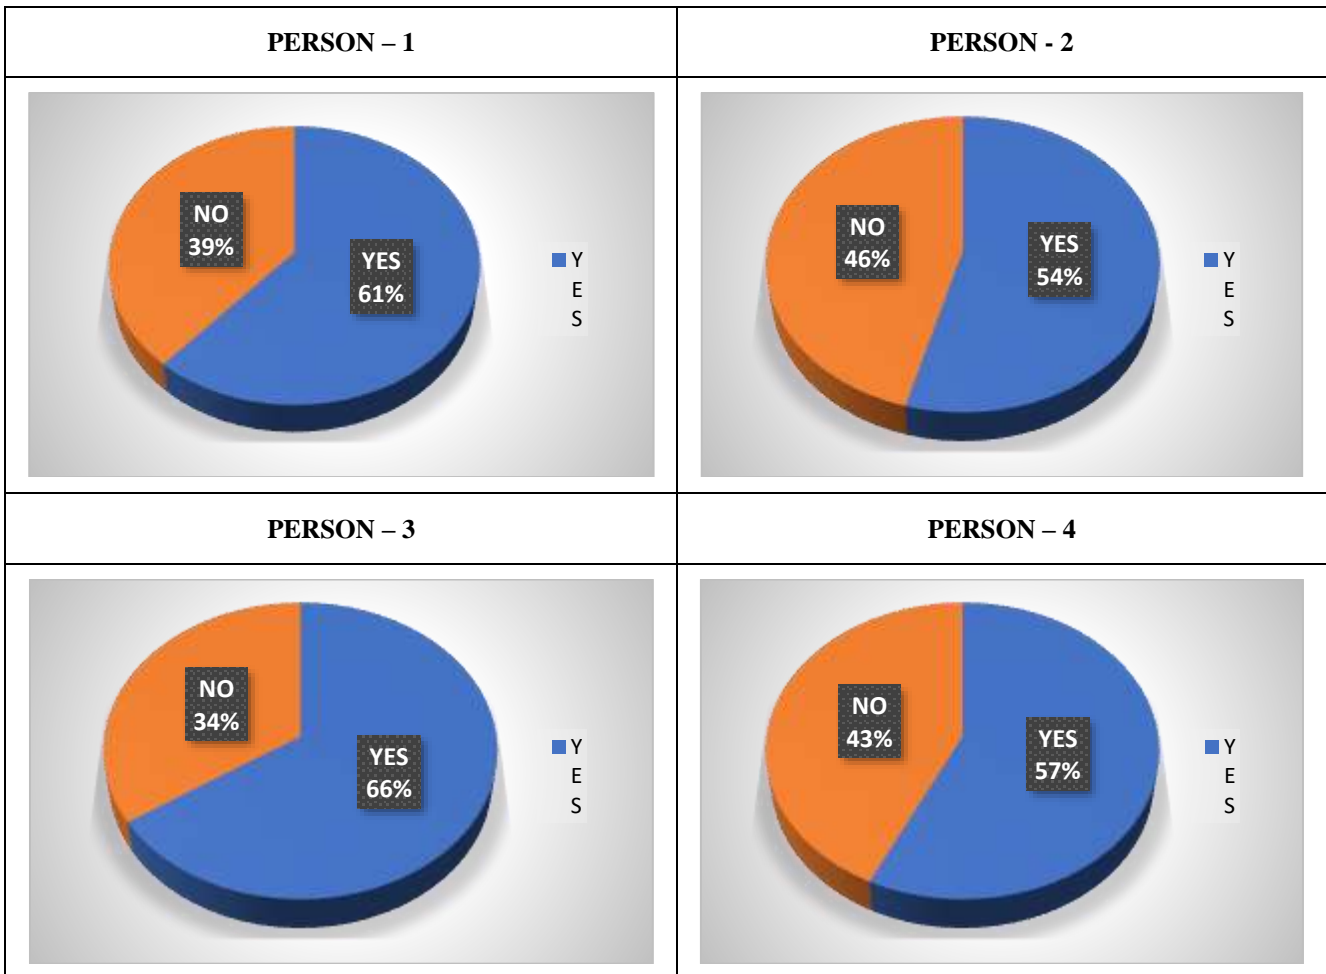 PERSON – 1
PERSON - 2
NO
39%
YES
61%
Y
E
S
NO
46%
YES
54%
Y
E
S
PERSON – 3
PERSON – 4
NO
34%
YES
66%
Y
E
S
NO
43%
YES
57%
Y
E
S